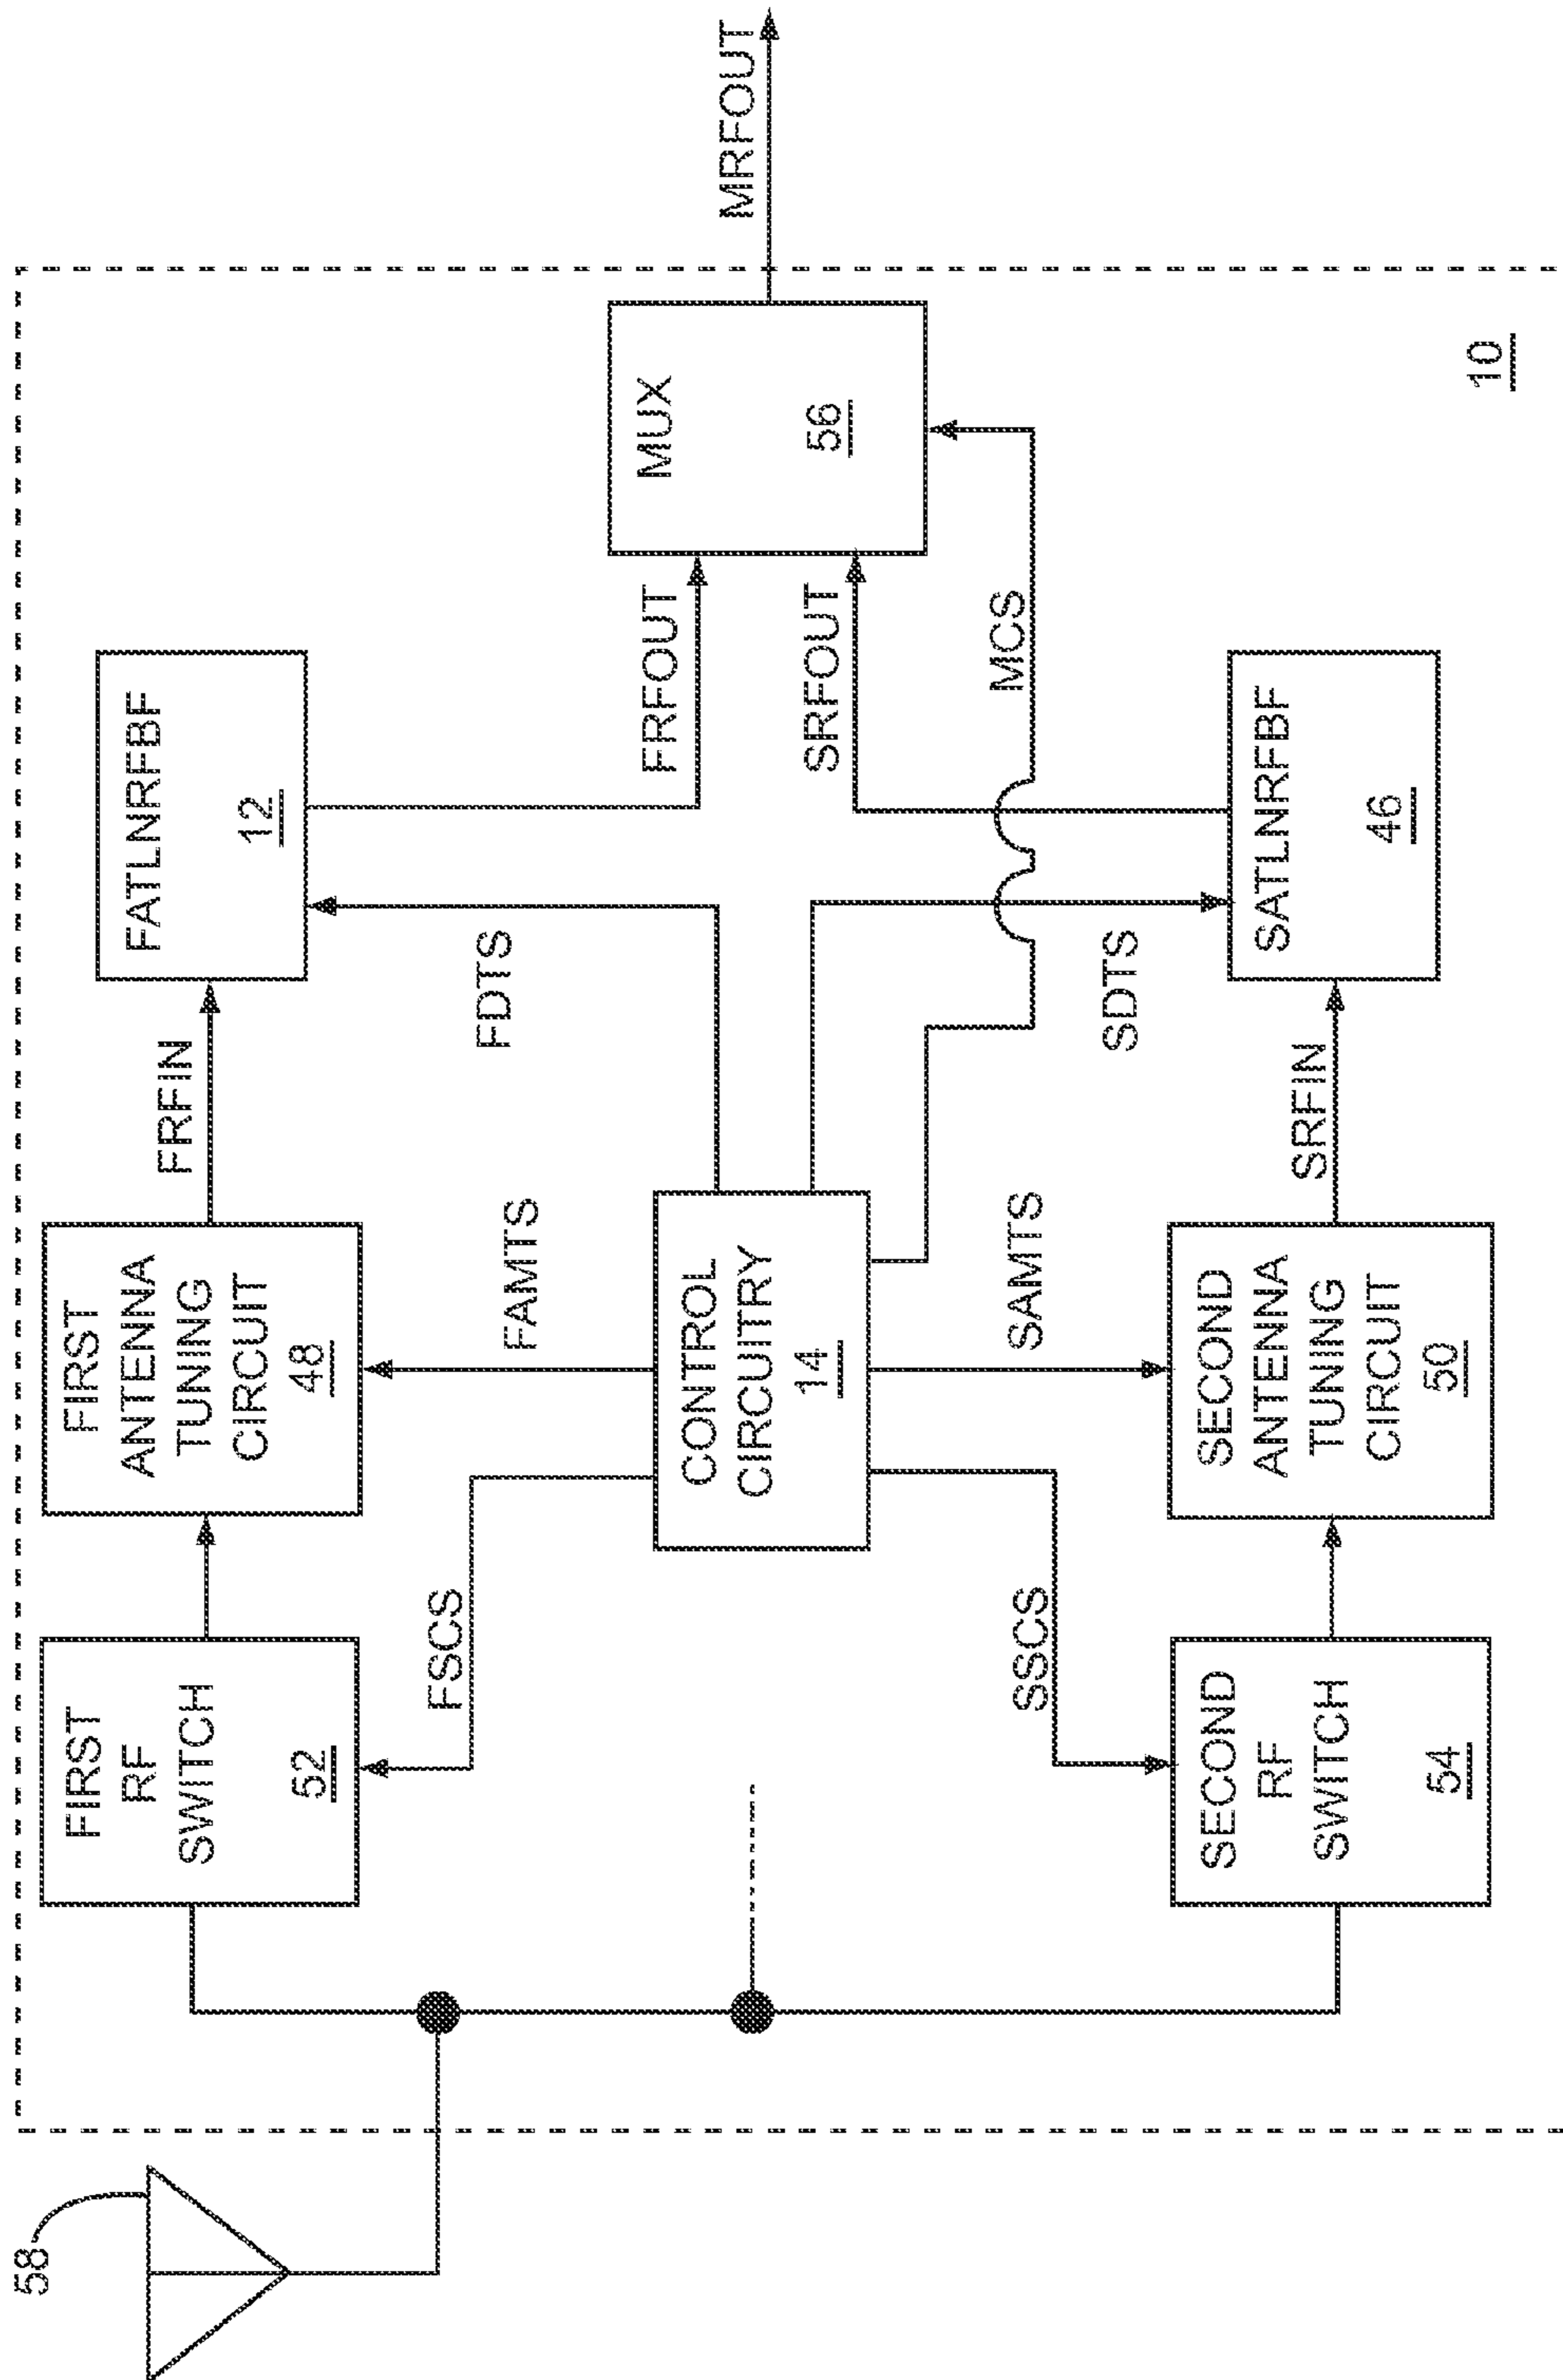 58
FIRST
RF
SWITCH
52
FIRST
ANTENNA
TUNING
CIRCUIT
48
FRFIN
FATLNRFBF
12
FSCS
FAMTS
FDTS
FRFOUT
MUX
56
MRFOUT
CONTROL
CIRCUITRY
14
SRFOUT
MCS
SSCS
SAMTS
SDTS
SECOND
RF
SWITCH
54
SECOND
ANTENNA
TUNING
CIRCUIT
50
SRFIN
SATLNRFBF
46
10